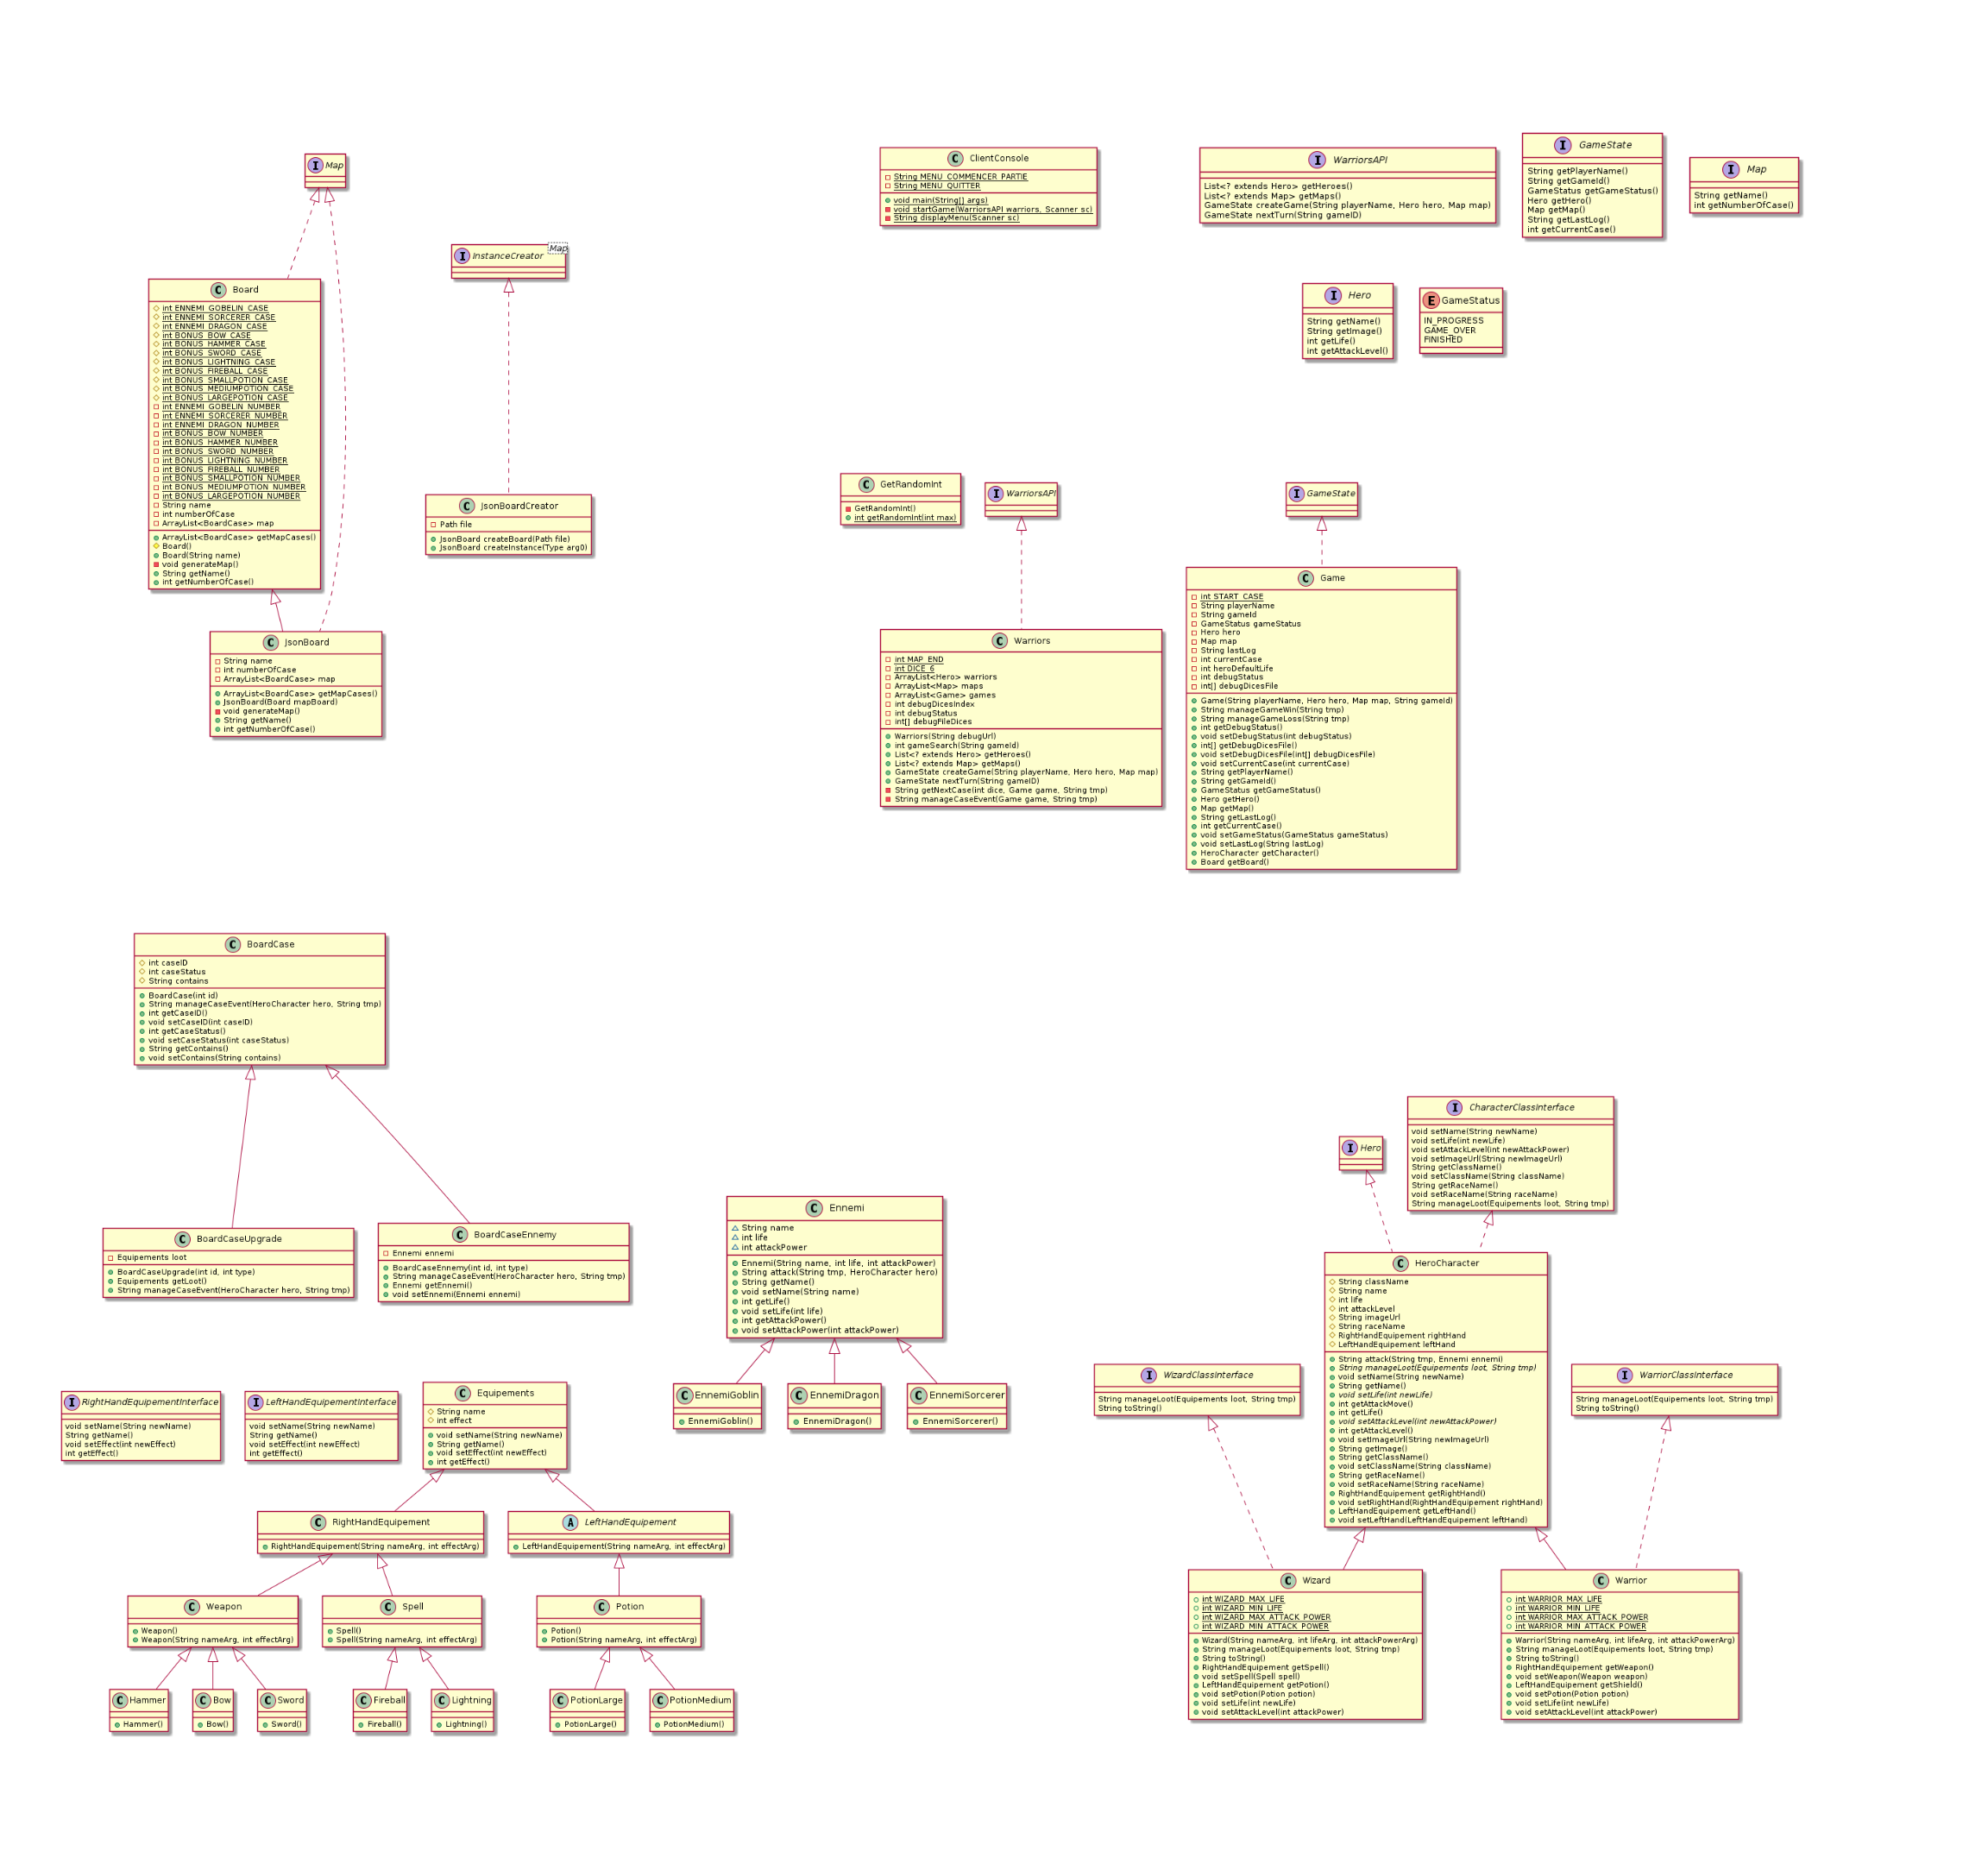 Map
Board
int ENNEMI_GOBELIN_CASE
int ENNEMI_SORCERER_CASE
int ENNEMI_DRAGON_CASE
int BONUS_BOW_CASE
int BONUS_HAMMER_CASE
int BONUS_SWORD_CASE
int BONUS_LIGHTNING_CASE
int BONUS_FIREBALL_CASE
int BONUS_SMALLPOTION_CASE
int BONUS_MEDIUMPOTION_CASE
int BONUS_LARGEPOTION_CASE
int ENNEMI_GOBELIN_NUMBER
int ENNEMI_SORCERER_NUMBER
int ENNEMI_DRAGON_NUMBER
int BONUS_BOW_NUMBER
int BONUS_HAMMER_NUMBER
int BONUS_SWORD_NUMBER
int BONUS_LIGHTNING_NUMBER
int BONUS_FIREBALL_NUMBER
int BONUS_SMALLPOTION_NUMBER
int BONUS_MEDIUMPOTION_NUMBER
int BONUS_LARGEPOTION_NUMBER
String name
int numberOfCase
ArrayList<BoardCase> map
ArrayList<BoardCase> getMapCases()
Board()
Board(String name)
void generateMap()
String getName()
int getNumberOfCase()
JsonBoard
String name
int numberOfCase
ArrayList<BoardCase> map
ArrayList<BoardCase> getMapCases()
JsonBoard(Board mapBoard)
void generateMap()
String getName()
int getNumberOfCase()
InstanceCreator
Map
JsonBoardCreator
Path file
JsonBoard createBoard(Path file)
JsonBoard createInstance(Type arg0)
ClientConsole
String MENU_COMMENCER_PARTIE
String MENU_QUITTER
void main(String[] args)
void startGame(WarriorsAPI warriors, Scanner sc)
String displayMenu(Scanner sc)
WarriorsAPI
List<? extends Hero> getHeroes()
List<? extends Map> getMaps()
GameState createGame(String playerName, Hero hero, Map map)
GameState nextTurn(String gameID)
GameState
String getPlayerName()
String getGameId()
GameStatus getGameStatus()
Hero getHero()
Map getMap()
String getLastLog()
int getCurrentCase()
Map
String getName()
int getNumberOfCase()
Hero
String getName()
String getImage()
int getLife()
int getAttackLevel()
GameStatus
IN_PROGRESS
GAME_OVER
FINISHED
GetRandomInt
GetRandomInt()
int getRandomInt(int max)
WarriorsAPI
Warriors
int MAP_END
int DICE_6
ArrayList<Hero> warriors
ArrayList<Map> maps
ArrayList<Game> games
int debugDicesIndex
int debugStatus
int[] debugFileDices
Warriors(String debugUrl)
int gameSearch(String gameId)
List<? extends Hero> getHeroes()
List<? extends Map> getMaps()
GameState createGame(String playerName, Hero hero, Map map)
GameState nextTurn(String gameID)
String getNextCase(int dice, Game game, String tmp)
String manageCaseEvent(Game game, String tmp)
GameState
Game
int START_CASE
String playerName
String gameId
GameStatus gameStatus
Hero hero
Map map
String lastLog
int currentCase
int heroDefaultLife
int debugStatus
int[] debugDicesFile
Game(String playerName, Hero hero, Map map, String gameId)
String manageGameWin(String tmp)
String manageGameLoss(String tmp)
int getDebugStatus()
void setDebugStatus(int debugStatus)
int[] getDebugDicesFile()
void setDebugDicesFile(int[] debugDicesFile)
void setCurrentCase(int currentCase)
String getPlayerName()
String getGameId()
GameStatus getGameStatus()
Hero getHero()
Map getMap()
String getLastLog()
int getCurrentCase()
void setGameStatus(GameStatus gameStatus)
void setLastLog(String lastLog)
HeroCharacter getCharacter()
Board getBoard()
BoardCase
int caseID
int caseStatus
String contains
BoardCase(int id)
String manageCaseEvent(HeroCharacter hero, String tmp)
int getCaseID()
void setCaseID(int caseID)
int getCaseStatus()
void setCaseStatus(int caseStatus)
String getContains()
void setContains(String contains)
BoardCaseUpgrade
Equipements loot
BoardCaseUpgrade(int id, int type)
Equipements getLoot()
String manageCaseEvent(HeroCharacter hero, String tmp)
BoardCaseEnnemy
Ennemi ennemi
BoardCaseEnnemy(int id, int type)
String manageCaseEvent(HeroCharacter hero, String tmp)
Ennemi getEnnemi()
void setEnnemi(Ennemi ennemi)
Ennemi
String name
int life
int attackPower
Ennemi(String name, int life, int attackPower)
String attack(String tmp, HeroCharacter hero)
String getName()
void setName(String name)
int getLife()
void setLife(int life)
int getAttackPower()
void setAttackPower(int attackPower)
EnnemiGoblin
EnnemiGoblin()
EnnemiDragon
EnnemiDragon()
EnnemiSorcerer
EnnemiSorcerer()
RightHandEquipementInterface
void setName(String newName)
String getName()
void setEffect(int newEffect)
int getEffect()
LeftHandEquipementInterface
void setName(String newName)
String getName()
void setEffect(int newEffect)
int getEffect()
Equipements
String name
int effect
void setName(String newName)
String getName()
void setEffect(int newEffect)
int getEffect()
RightHandEquipement
RightHandEquipement(String nameArg, int effectArg)
LeftHandEquipement
LeftHandEquipement(String nameArg, int effectArg)
Weapon
Weapon()
Weapon(String nameArg, int effectArg)
Spell
Spell()
Spell(String nameArg, int effectArg)
Potion
Potion()
Potion(String nameArg, int effectArg)
Hammer
Hammer()
Bow
Bow()
Sword
Sword()
Fireball
Fireball()
Lightning
Lightning()
PotionLarge
PotionLarge()
PotionMedium
PotionMedium()
Hero
CharacterClassInterface
void setName(String newName)
void setLife(int newLife)
void setAttackLevel(int newAttackPower)
void setImageUrl(String newImageUrl)
String getClassName()
void setClassName(String className)
String getRaceName()
void setRaceName(String raceName)
String manageLoot(Equipements loot, String tmp)
HeroCharacter
String className
String name
int life
int attackLevel
String imageUrl
String raceName
RightHandEquipement rightHand
LeftHandEquipement leftHand
String attack(String tmp, Ennemi ennemi)
String manageLoot(Equipements loot, String tmp)
void setName(String newName)
String getName()
void setLife(int newLife)
int getAttackMove()
int getLife()
void setAttackLevel(int newAttackPower)
int getAttackLevel()
void setImageUrl(String newImageUrl)
String getImage()
String getClassName()
void setClassName(String className)
String getRaceName()
void setRaceName(String raceName)
RightHandEquipement getRightHand()
void setRightHand(RightHandEquipement rightHand)
LeftHandEquipement getLeftHand()
void setLeftHand(LeftHandEquipement leftHand)
WizardClassInterface
String manageLoot(Equipements loot, String tmp)
String toString()
WarriorClassInterface
String manageLoot(Equipements loot, String tmp)
String toString()
Wizard
int WIZARD_MAX_LIFE
int WIZARD_MIN_LIFE
int WIZARD_MAX_ATTACK_POWER
int WIZARD_MIN_ATTACK_POWER
Wizard(String nameArg, int lifeArg, int attackPowerArg)
String manageLoot(Equipements loot, String tmp)
String toString()
RightHandEquipement getSpell()
void setSpell(Spell spell)
LeftHandEquipement getPotion()
void setPotion(Potion potion)
void setLife(int newLife)
void setAttackLevel(int attackPower)
Warrior
int WARRIOR_MAX_LIFE
int WARRIOR_MIN_LIFE
int WARRIOR_MAX_ATTACK_POWER
int WARRIOR_MIN_ATTACK_POWER
Warrior(String nameArg, int lifeArg, int attackPowerArg)
String manageLoot(Equipements loot, String tmp)
String toString()
RightHandEquipement getWeapon()
void setWeapon(Weapon weapon)
LeftHandEquipement getShield()
void setPotion(Potion potion)
void setLife(int newLife)
void setAttackLevel(int attackPower)